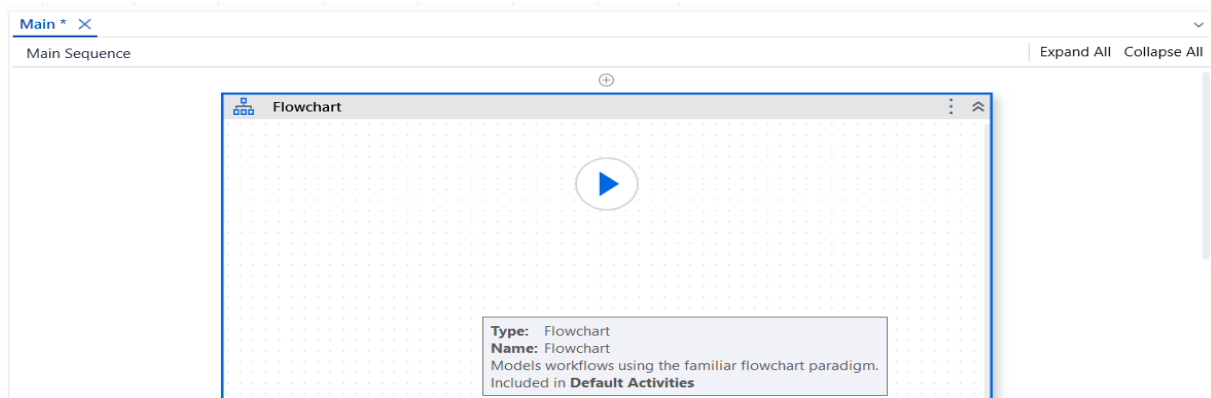 Main *
Main Sequence
Expand All Collapse All
Flowchart
Type: Flowchart
Name: Flowchart
Models workflows using the familiar flowchart paradigm.
Included in Default Activities